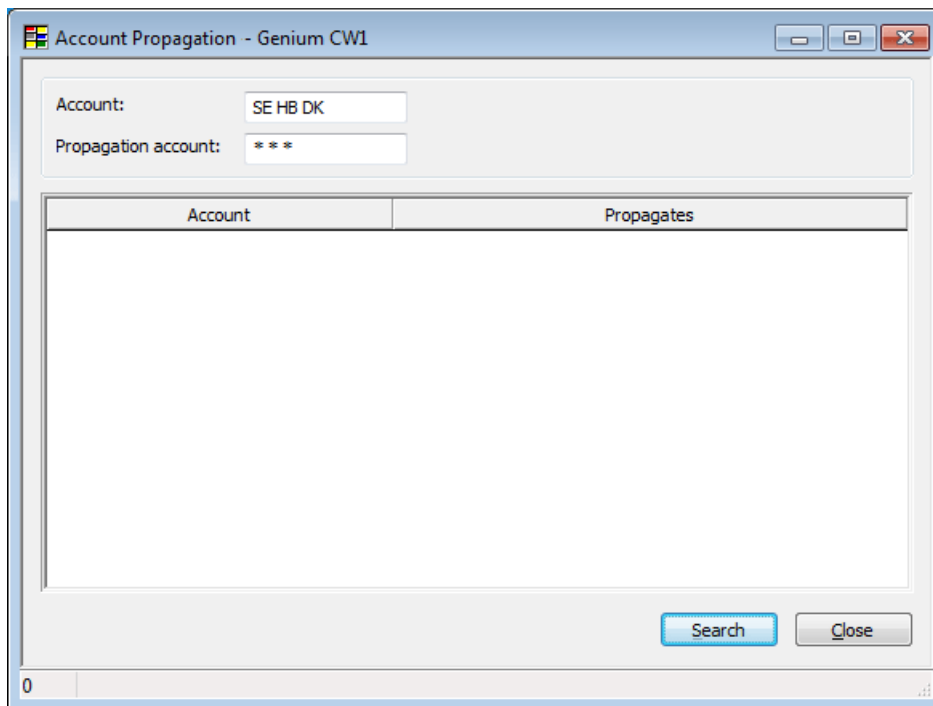 Account Propagation - Genium CW1
Account: SE HB DK
Propagation account: * * *
Account Propagates
Search Close
0